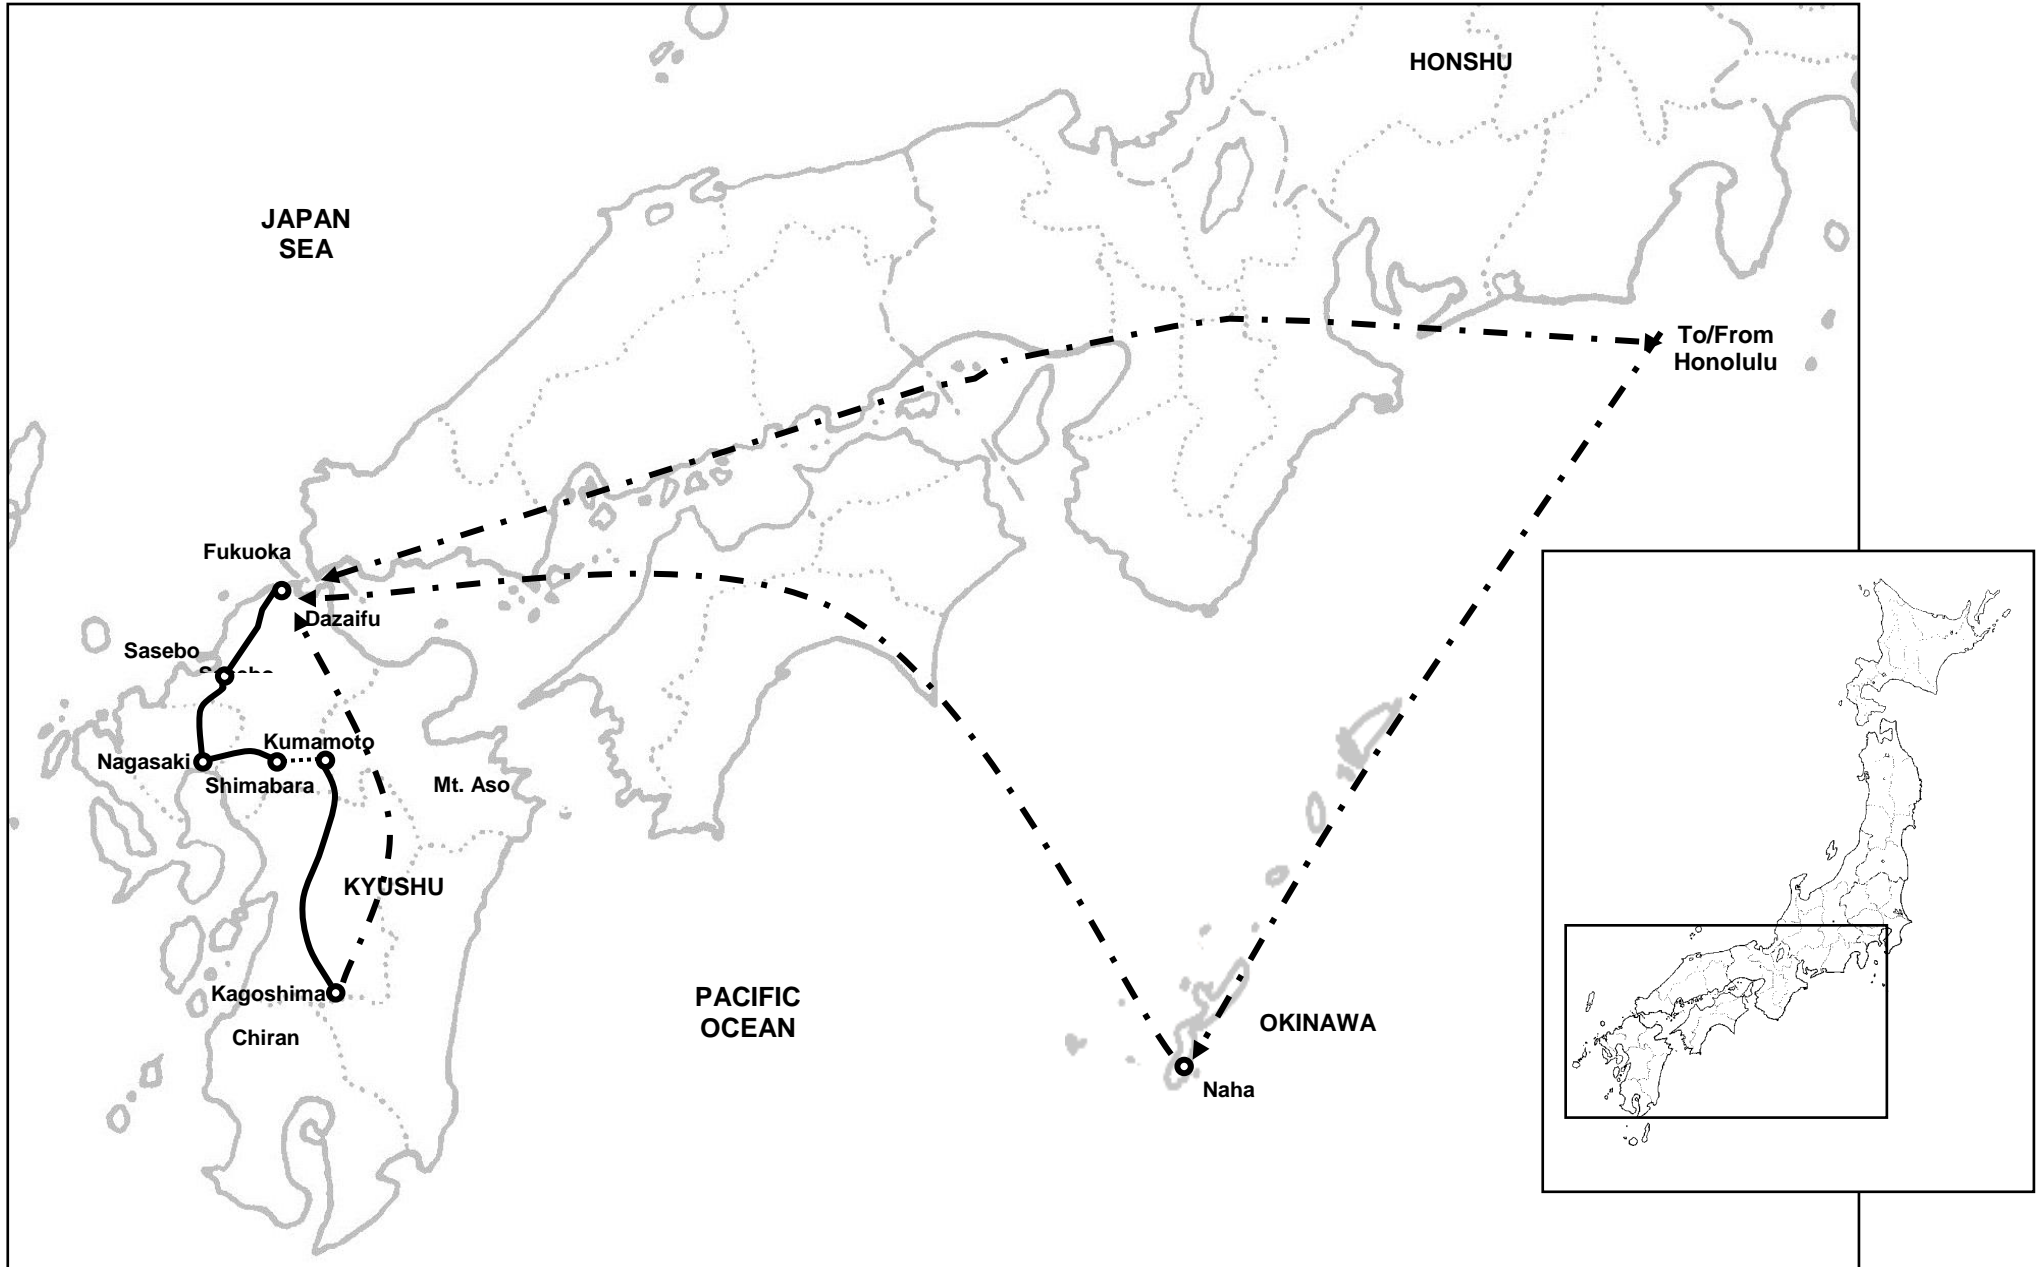 HONSHU
JAPAN
SEA
To/From
Honolulu
Fukuoka
Dazaifu
Sasebo
Sasebo
Kumamoto
Nagasaki
Shimabara
Mt. Aso
KYUSHU
Kagoshima
PACIFIC
OCEAN
OKINAWA
Chiran
Naha